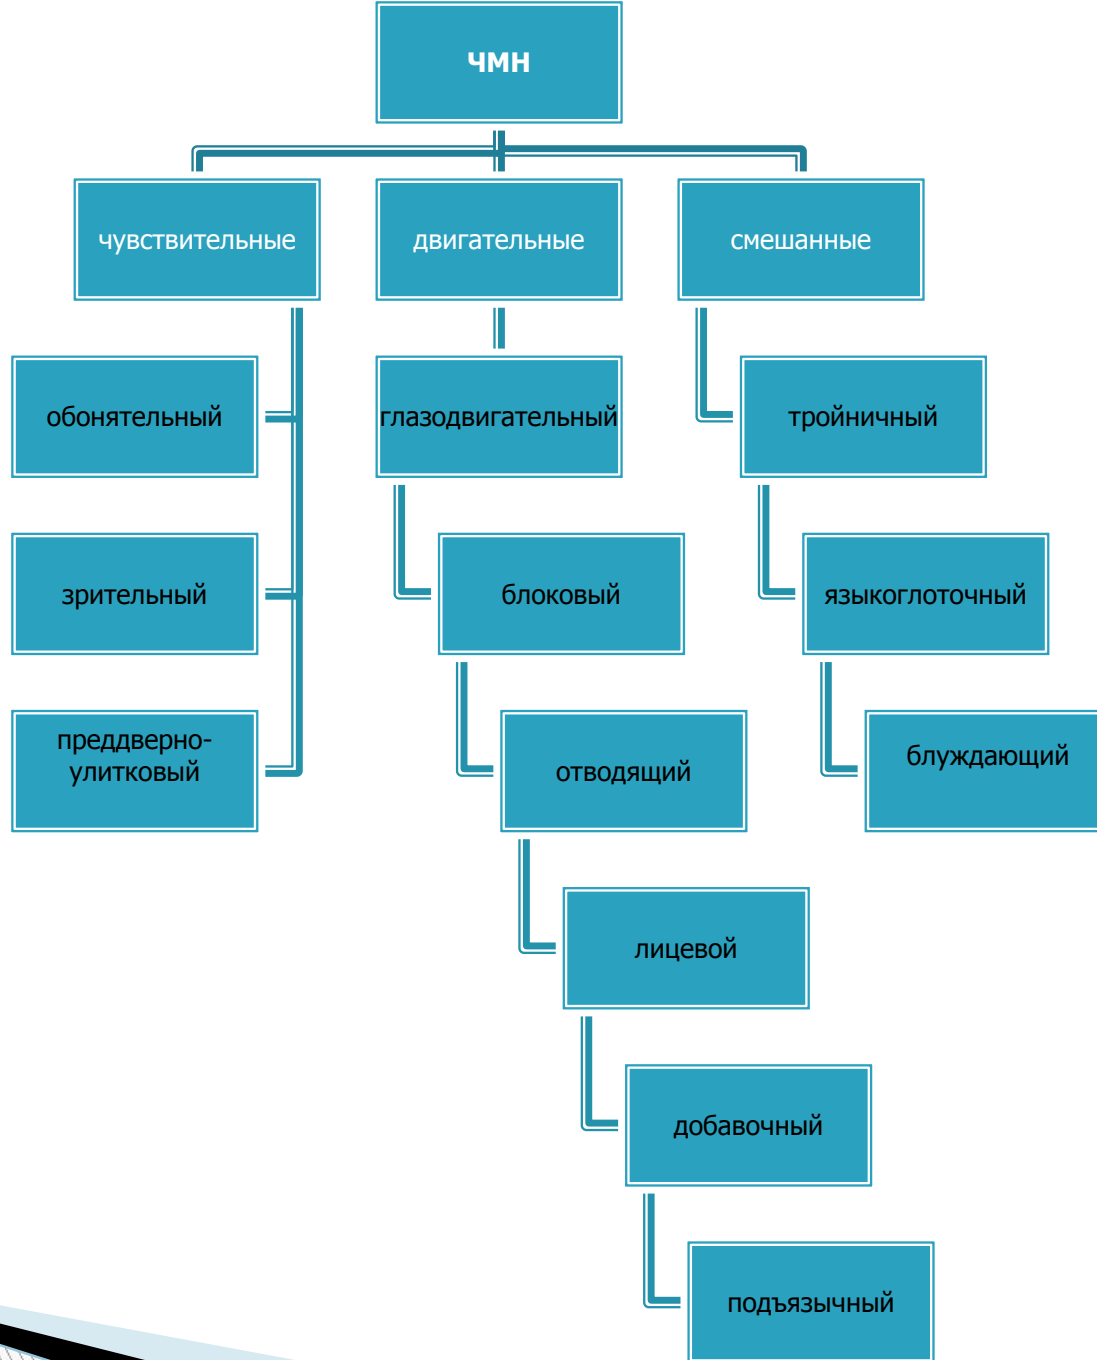 ЧМН
чувствительные
двигательные
смешанные
обонятельный
глазодвигательный
тройничный
зрительный
блоковый
языкоглоточный
преддверно-
улитковый
отводящий
блуждающий
лицевой
добавочный
подъязычный